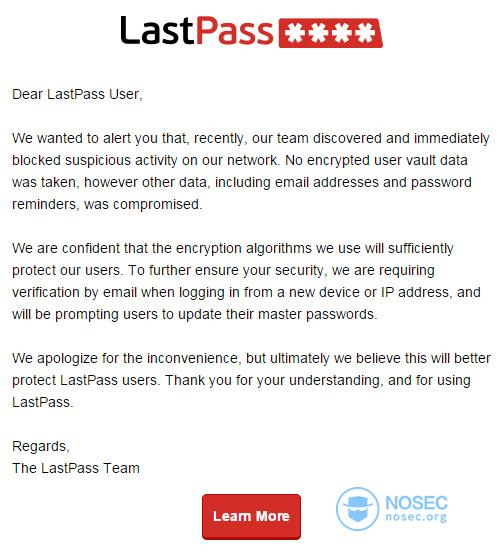 LastPass ****
Dear LastPass User,
We wanted to alert you that, recently, our team discovered and immediately
blocked suspicious activity on our network. No encrypted user vault data
was taken, however other data, including email addresses and password
reminders, was compromised.
We are confident that the encryption algorithms we use will sufficiently
protect our users. To further ensure your security, we are requiring
verification by email when logging in from a new device or IP address, and
will be prompting users to update their master passwords.
We apologize for the inconvenience, but ultimately we believe this will better
protect LastPass users. Thank you for your understanding, and for using
LastPass.
Regards,
The LastPass Team
Learn More
NOSEC
nosec.org